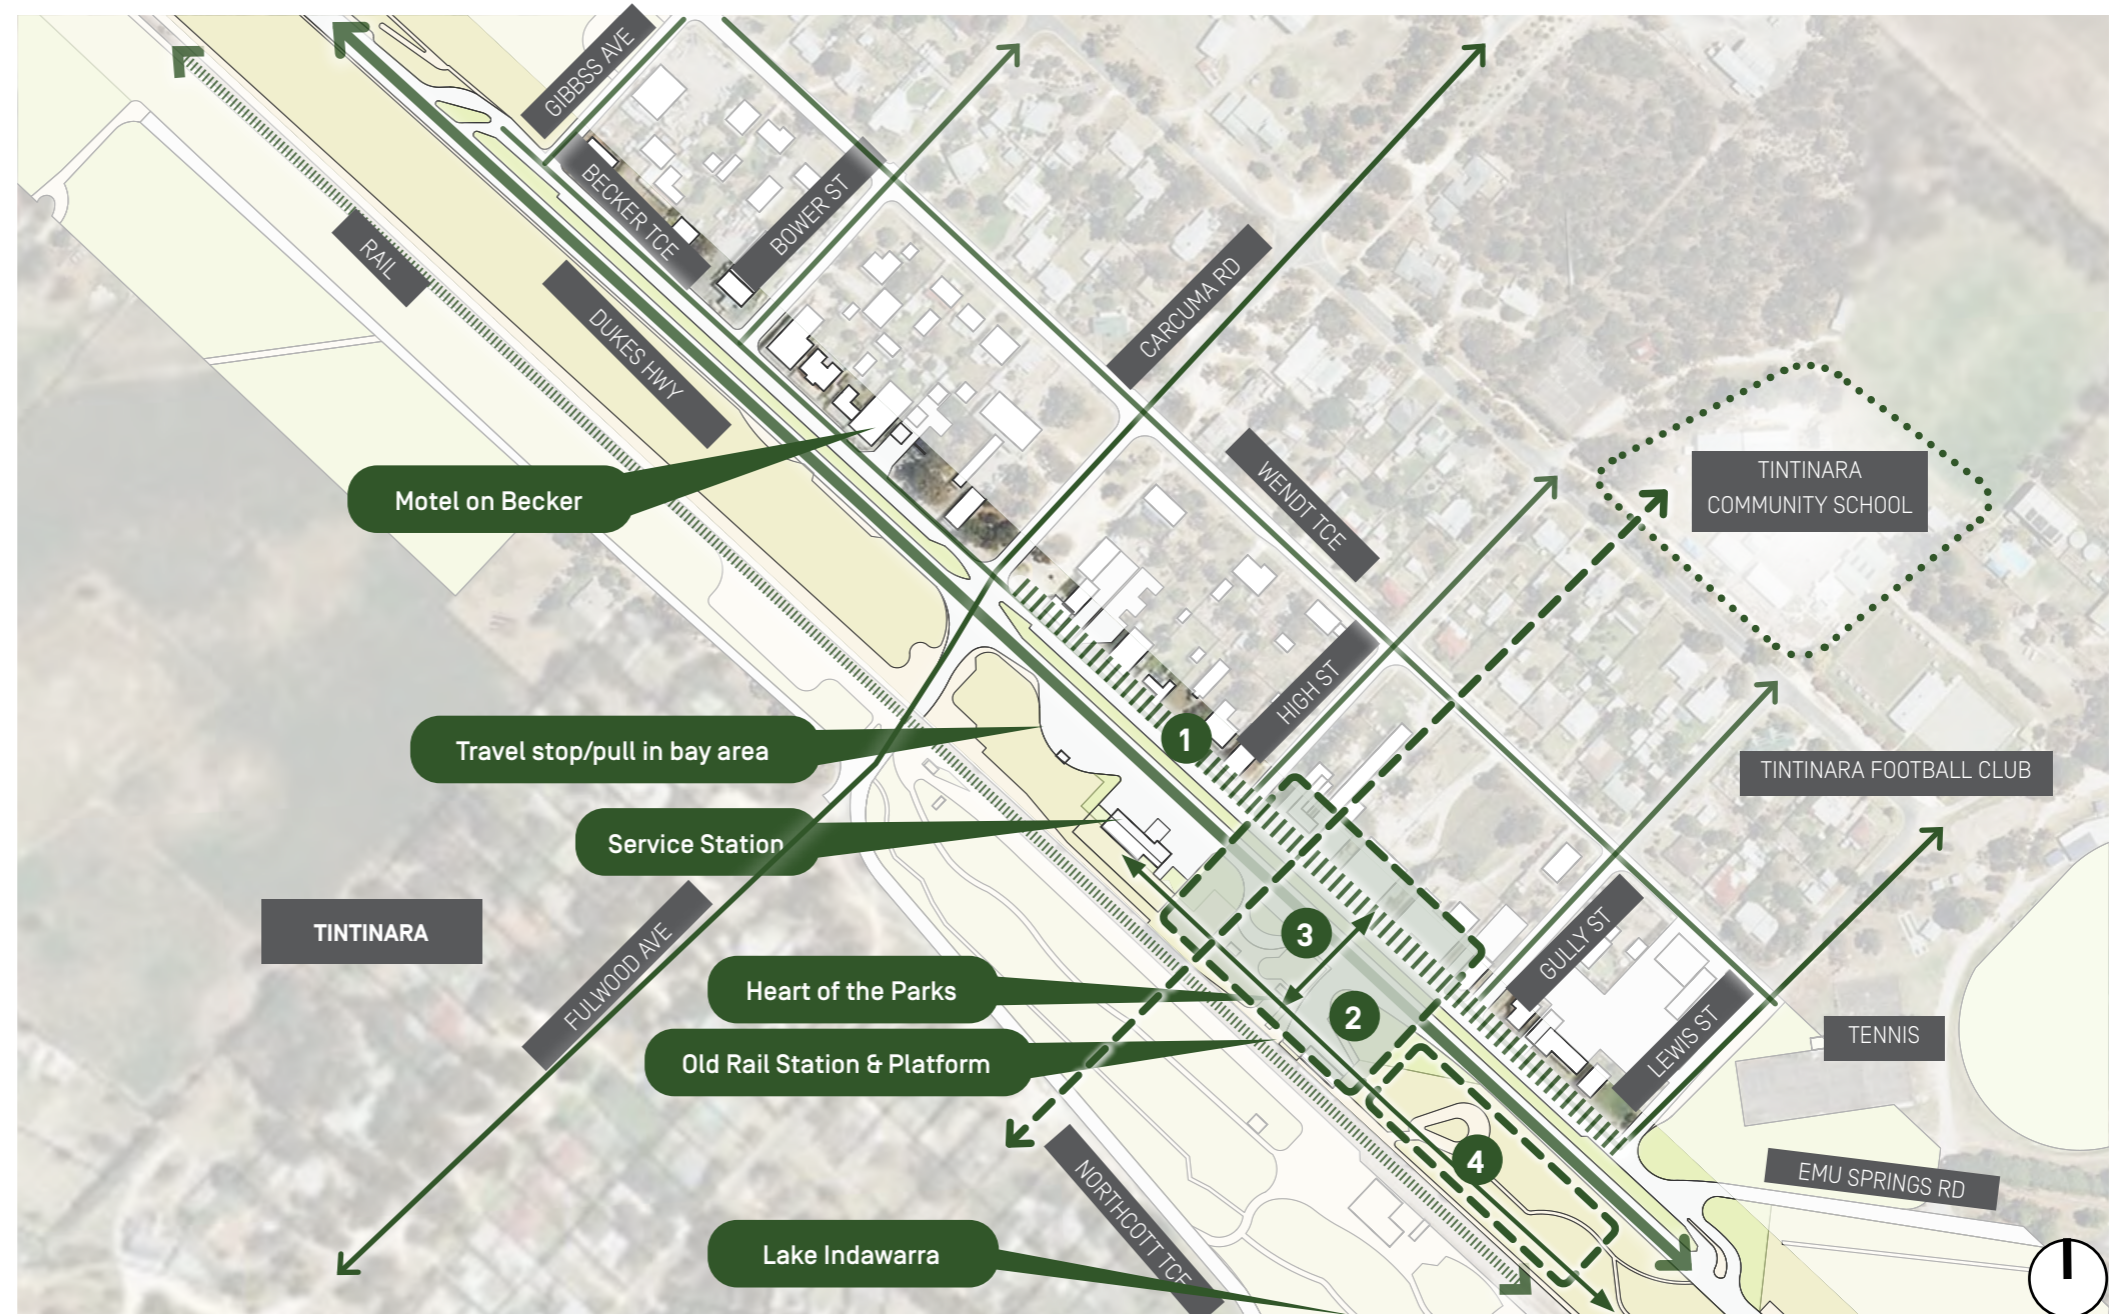 GIBBSS AVE
BECKER TCE
BOWER ST
RAIL
DUKES HWY
CARCUMA RD
WENDT TCE
Motel on Becker
TINTINARA
COMMUNITY SCHOOL
HIGH ST
1
Travel stop/pull in bay area
TINTINARA FOOTBALL CLUB
Service Station
TINTINARA
FULWOOD AVE
3
GULLY ST
Heart of the Parks
2
LEWIS ST
TENNIS
Old Rail Station & Platform
4
EMU SPRINGS RD
NORTHCOTT TCE
Lake Indawarra